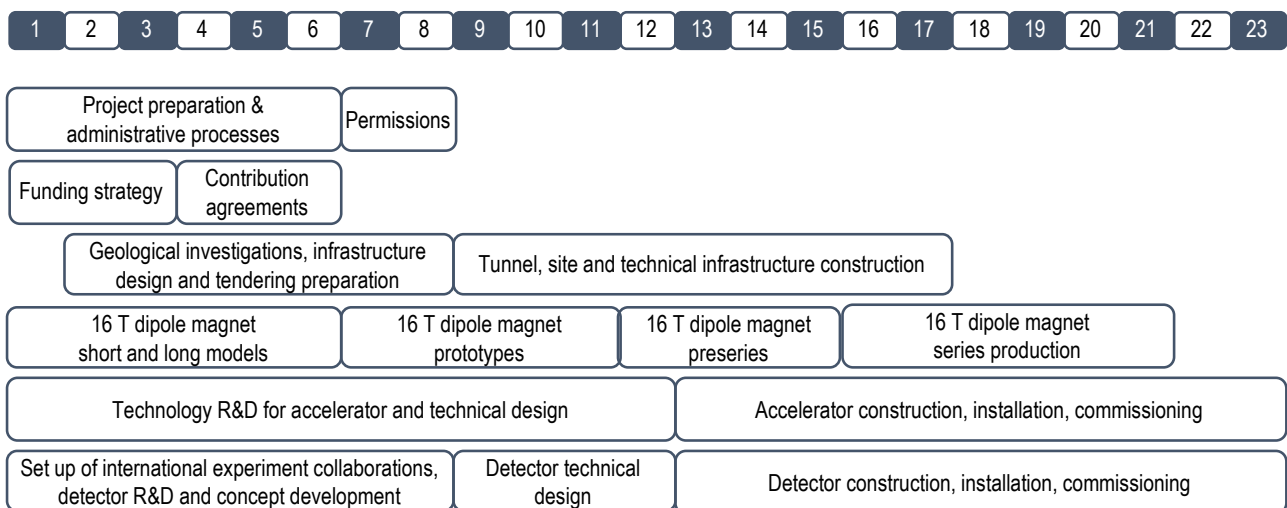 1 2 3 4 5 6 7 8 9 10 11 12 13 14 15 16 17 18 19 20 21 22 23
Project preparation &
administrative processes
Permissions
Funding strategy
Contribution
agreements
Geological investigations, infrastructure
design and tendering preparation
Tunnel, site and technical infrastructure construction
16 T dipole magnet
short and long models
16 T dipole magnet
prototypes
16 T dipole magnet
preseries
16 T dipole magnet
series production
Technology R&D for accelerator and technical design
Accelerator construction, installation, commissioning
Set up of international experiment collaborations,
detector R&D and concept development
Detector technical
design
Detector construction, installation, commissioning